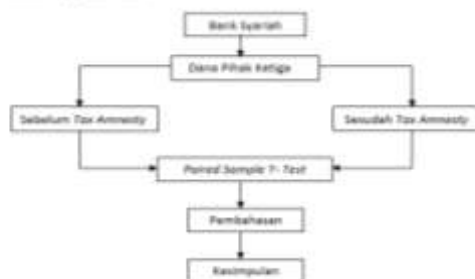 Bank Syariah
Dana Pihak Ketiga
Sebelum Tax Amnesty
Sesudah Tax Amnesty
Paired Sample T- Test
Pembahasan
Kesimpulan